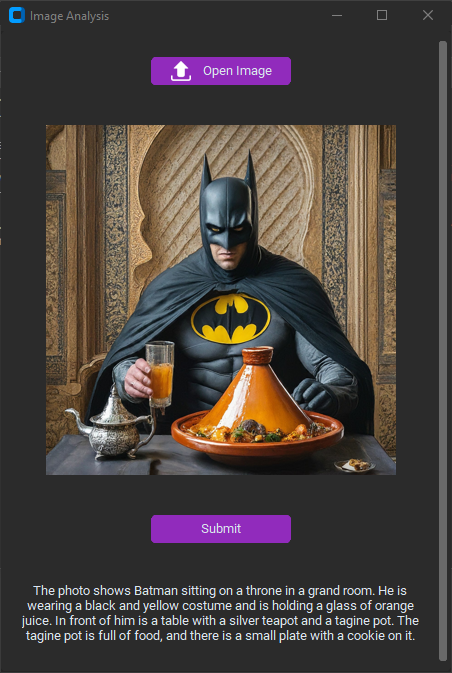 Image Analysis
Open Image
Submit
The photo shows Batman sitting on a throne in a grand room. He is
wearing a black and yellow costume and is holding a glass of orange
juice. In front of him is a table with a silver teapot and a tagine pot. The
tagine pot is full of food, and there is a small plate with a cookie on it.